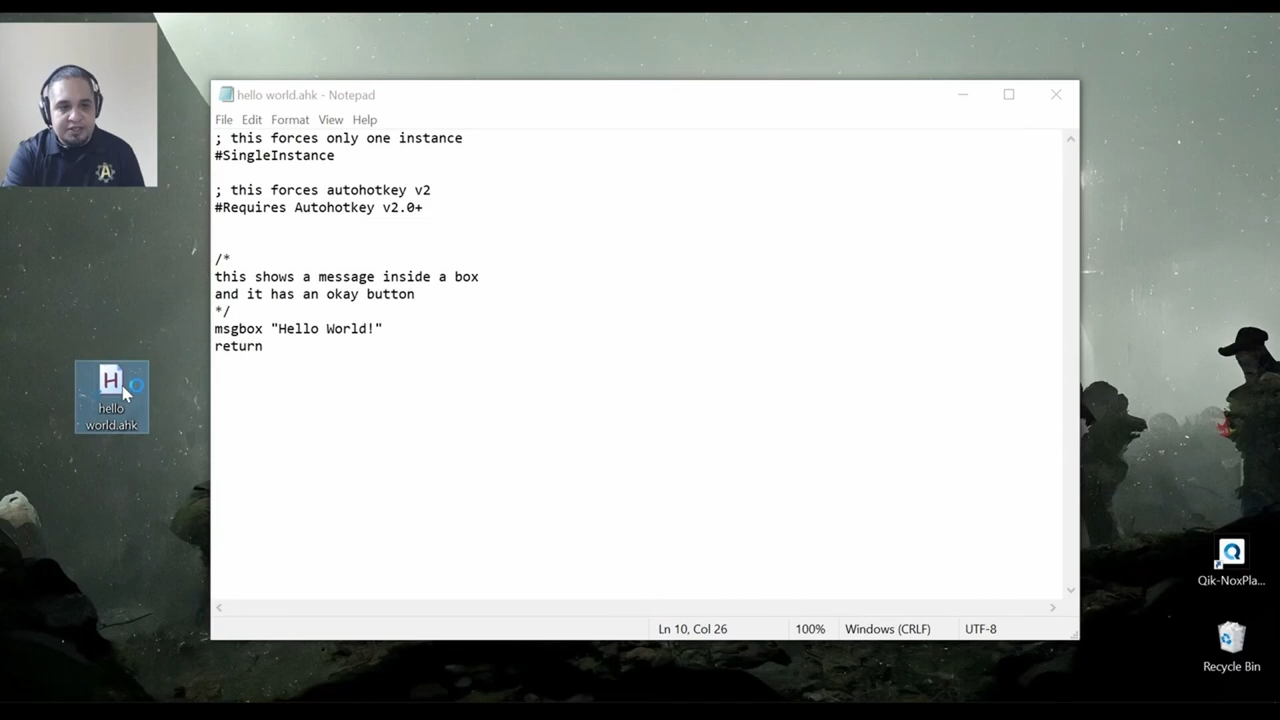 hello world.ahk - Notepad
File Edit Format View Help
; this forces only one instance
#SingleInstance
; this forces autohotkey v2
#Requires Autohotkey v2.0+
/*
this shows a message inside a box
and it has an okay button
*/
msgbox "Hello World!"
return
Ln 10, Col 26 100% Windows (CRLF) UTF-8
H
hello
world.ahk
A
Qik-NoxPla...
Recycle Bin